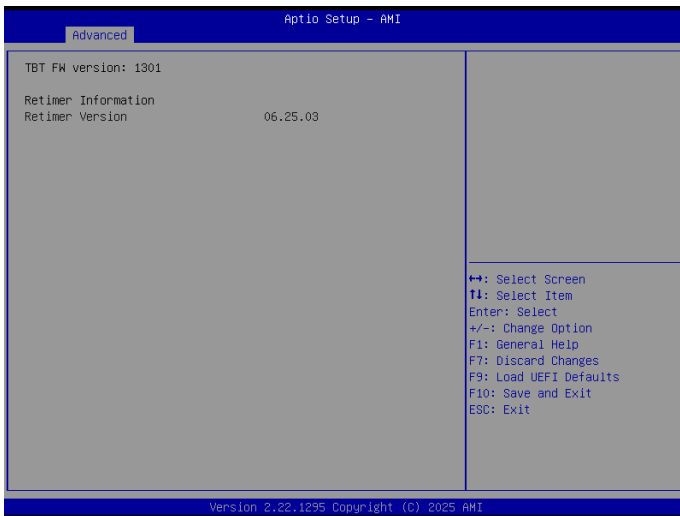 Aptio Setup – AMI
Advanced
TBT FW version: 1301
Retimer Information
Retimer Version 06.25.03
↔: Select Screen
↑↓: Select Item
Enter: Select
+/-: Change Option
F1: General Help
F7: Discard Changes
F9: Load UEFI Defaults
F10: Save and Exit
ESC: Exit
Version 2.22.1295 Copyright (C) 2025 AMI